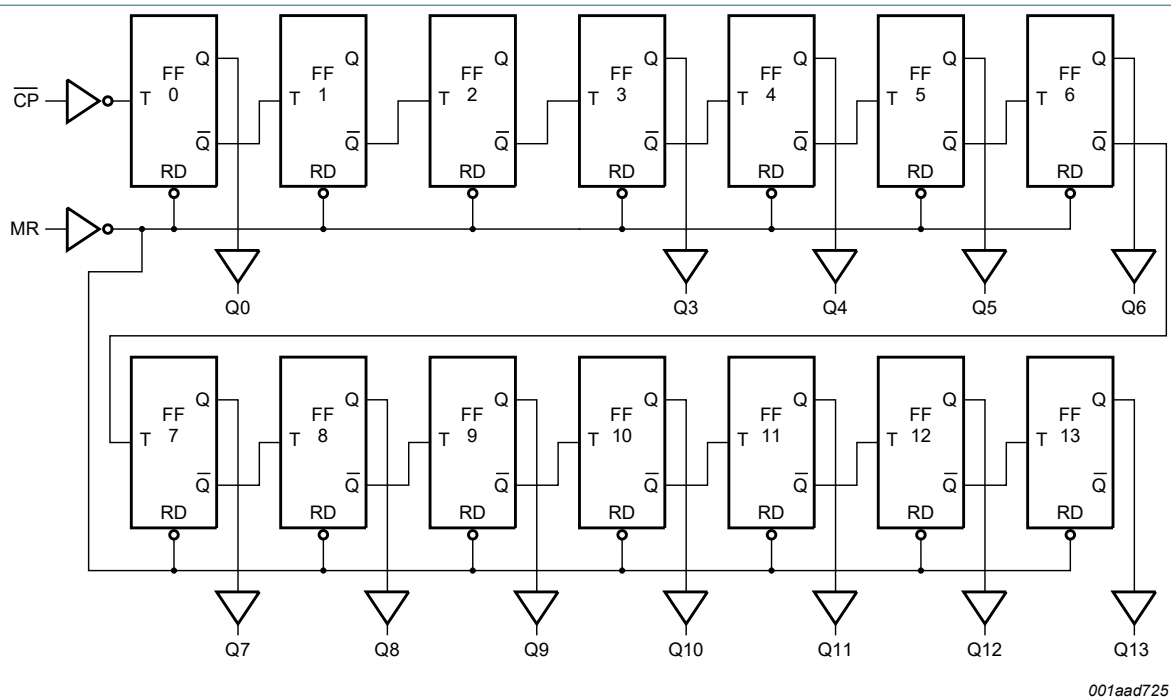 Q Q Q Q Q Q Q
FF FF FF FF FF FF FF
C̅P̅ T 0 T 1 T 2 T 3 T 4 T 5 T 6
Q̅ Q̅ Q̅ Q̅ Q̅ Q̅ Q̅
RD RD RD RD RD RD RD
MR
Q0 Q3 Q4 Q5 Q6
Q Q Q Q Q Q Q
FF FF FF FF FF FF FF
T 7 T 8 T 9 T 10 T 11 T 12 T 13
Q̅ Q̅ Q̅ Q̅ Q̅ Q̅ Q̅
RD RD RD RD RD RD RD
Q7 Q8 Q9 Q10 Q11 Q12 Q13
001aad725